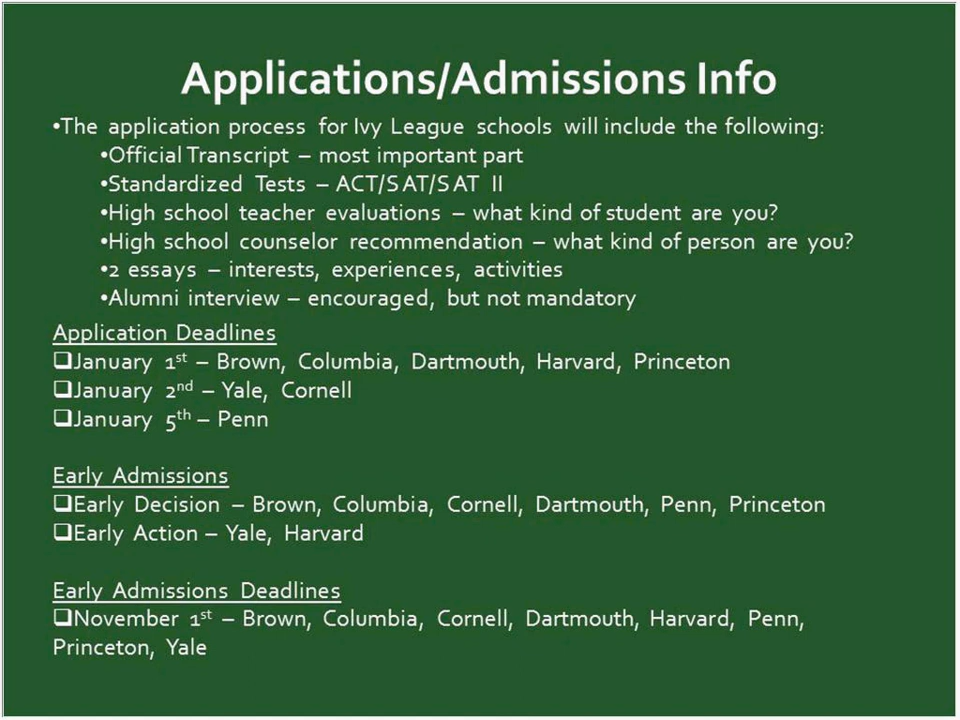 Applications/Admissions Info
•The application process for Ivy League schools will include the following:
•Official Transcript – most important part
•Standardized Tests – ACT/SAT/SAT II
•High school teacher evaluations – what kind of student are you?
•High school counselor recommendation – what kind of person are you?
•2 essays – interests, experiences, activities
•Alumni interview – encouraged, but not mandatory
Application Deadlines
❑January 1st – Brown, Columbia, Dartmouth, Harvard, Princeton
❑January 2nd – Yale, Cornell
❑January 5th – Penn
Early Admissions
❑Early Decision – Brown, Columbia, Cornell, Dartmouth, Penn, Princeton
❑Early Action – Yale, Harvard
Early Admissions Deadlines
❑November 1st – Brown, Columbia, Cornell, Dartmouth, Harvard, Penn,
Princeton, Yale